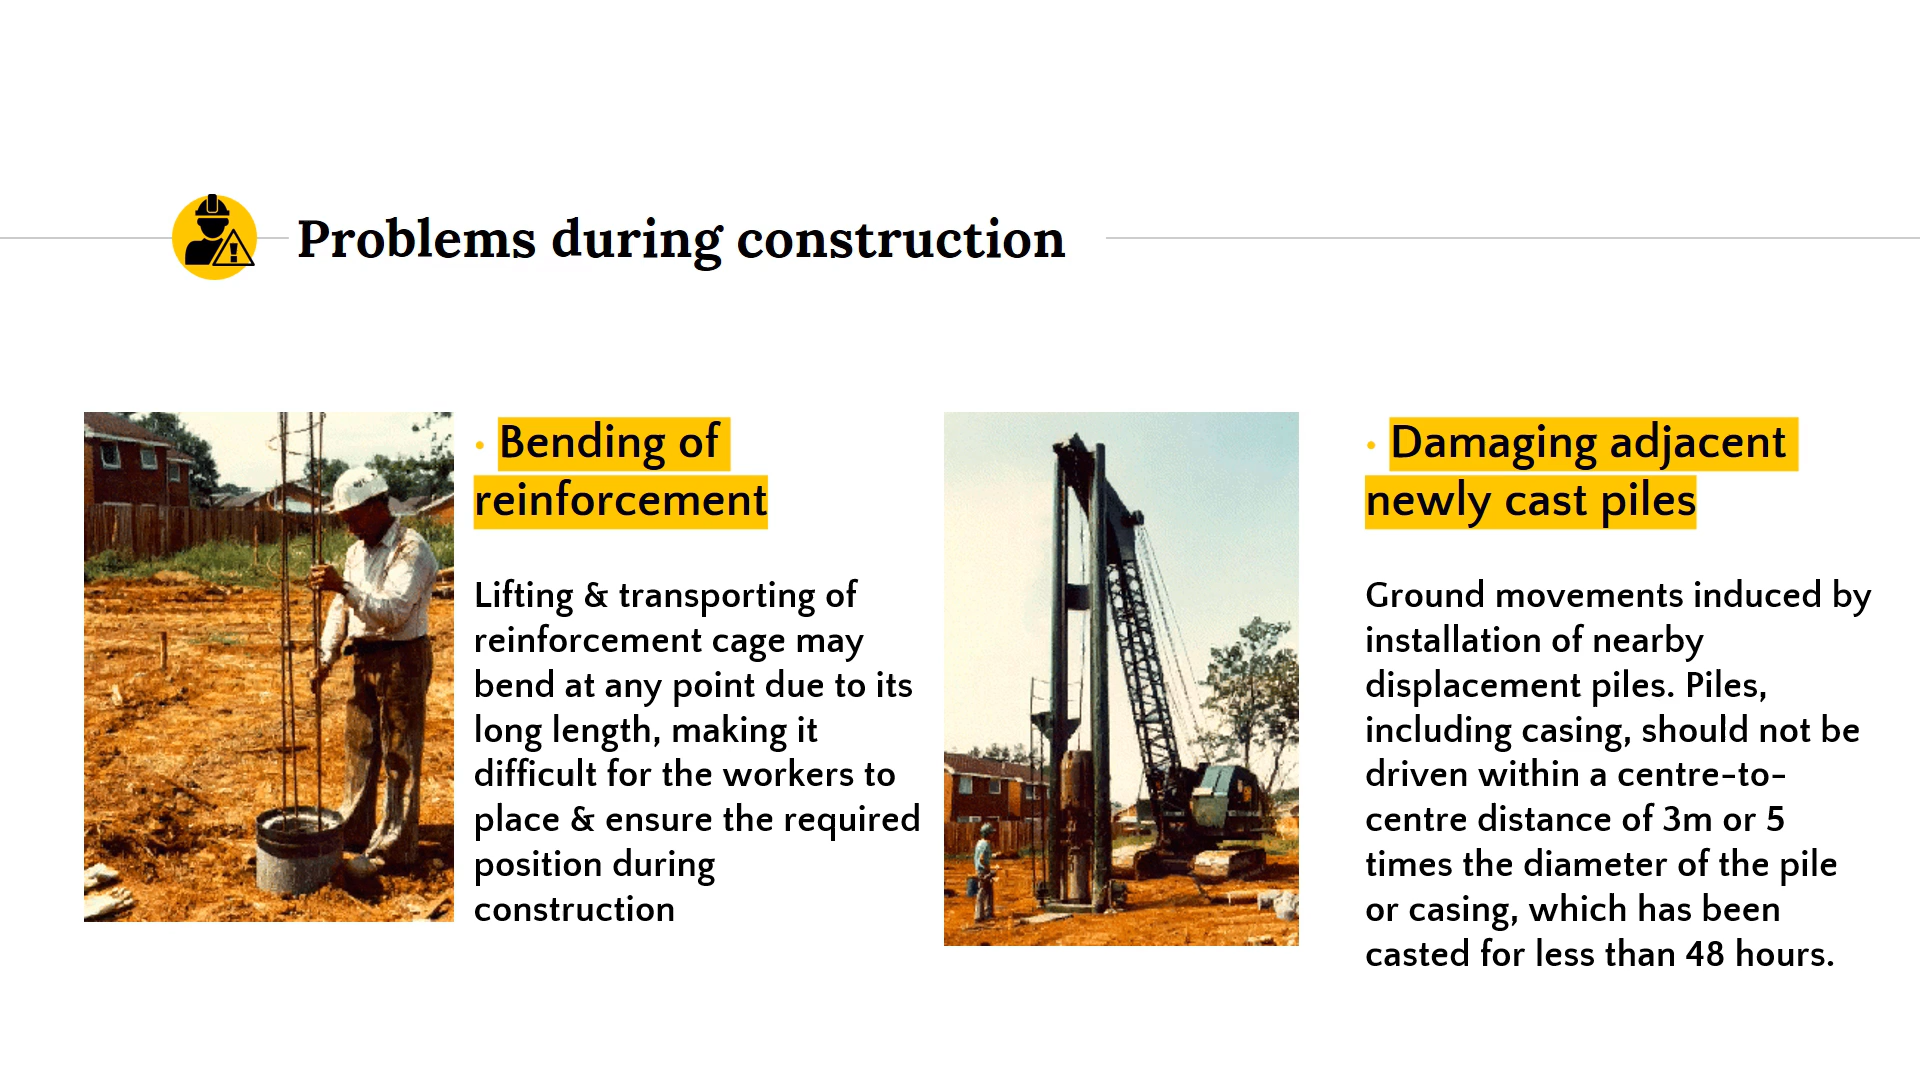 Problems during construction
• Bending of
reinforcement
Lifting & transporting of
reinforcement cage may
bend at any point due to its
long length, making it
difficult for the workers to
place & ensure the required
position during
construction
• Damaging adjacent
newly cast piles
Ground movements induced by
installation of nearby
displacement piles. Piles,
including casing, should not be
driven within a centre-to-
centre distance of 3m or 5
times the diameter of the pile
or casing, which has been
casted for less than 48 hours.